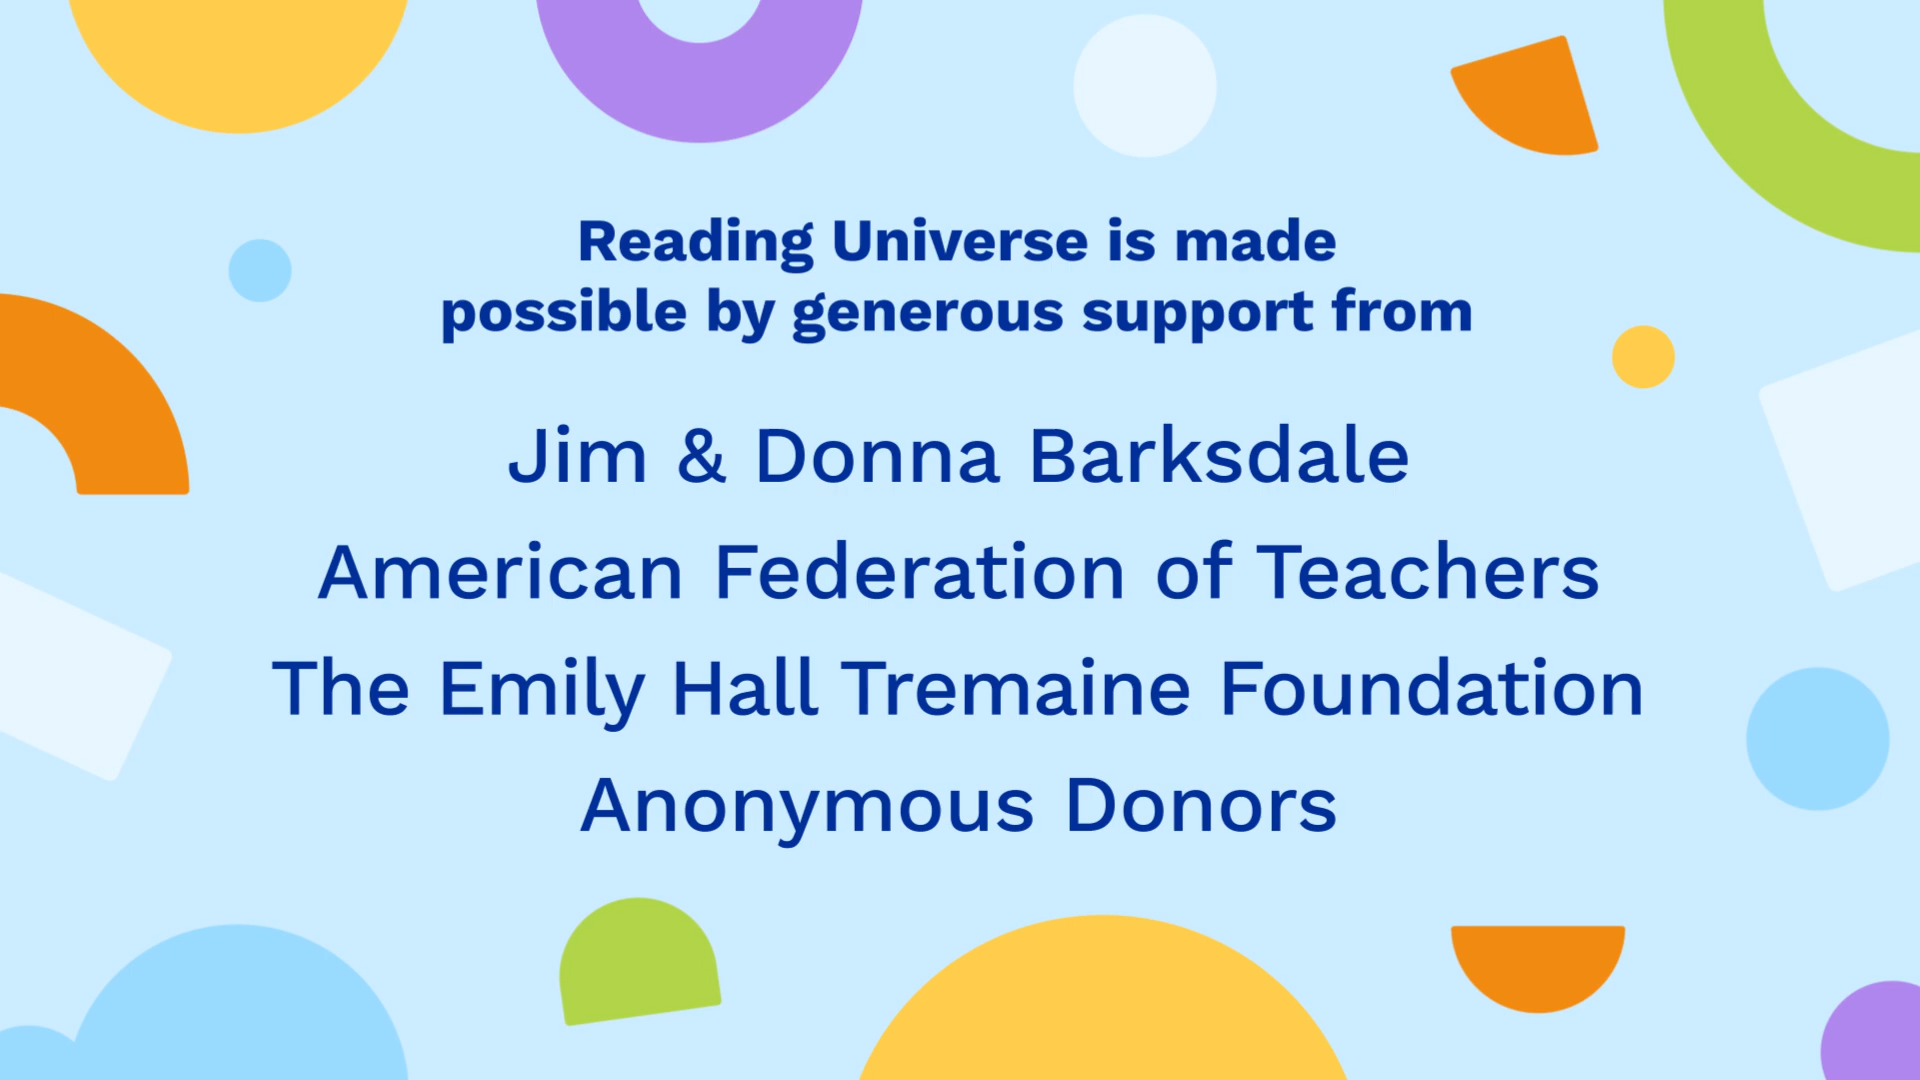 Reading Universe is made
possible by generous support from
Jim & Donna Barksdale
American Federation of Teachers
The Emily Hall Tremaine Foundation
Anonymous Donors